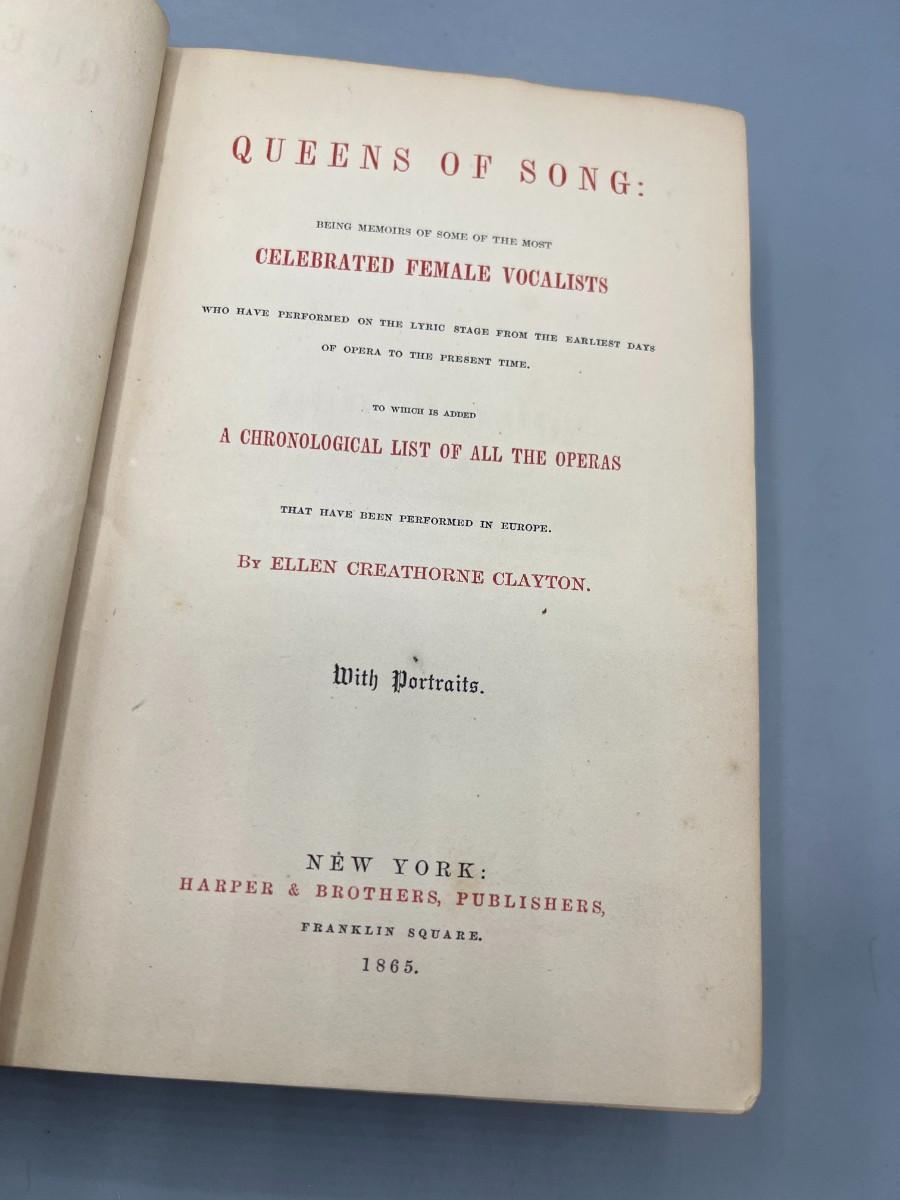 QUEENS OF SONG:
BEING MEMOIRS OF SOME OF THE MOST
CELEBRATED FEMALE VOCALISTS
WHO HAVE PERFORMED ON THE LYRIC STAGE FROM THE EARLIEST DAYS
OF OPERA TO THE PRESENT TIME.
TO WHICH IS ADDED
A CHRONOLOGICAL LIST OF ALL THE OPERAS
THAT HAVE BEEN PERFORMED IN EUROPE.
By ELLEN CREATHORNE CLAYTON.
With Portraits.
NEW YORK:
HARPER & BROTHERS, PUBLISHERS,
FRANKLIN SQUARE.
1865.